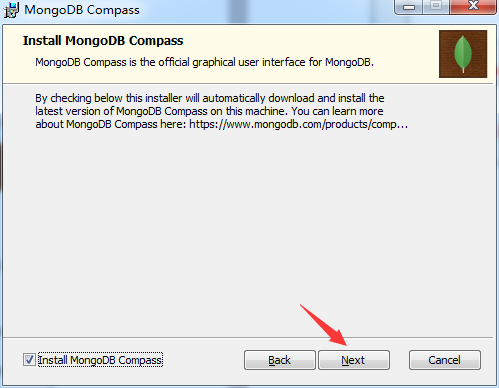 MongoDB Compass
Install MongoDB Compass
MongoDB Compass is the official graphical user interface for MongoDB.
By checking below this installer will automatically download and install the
latest version of MongoDB Compass on this machine. You can learn more
about MongoDB Compass here: https://www.mongodb.com/products/comp...
Install MongoDB Compass
Back
Next
Cancel